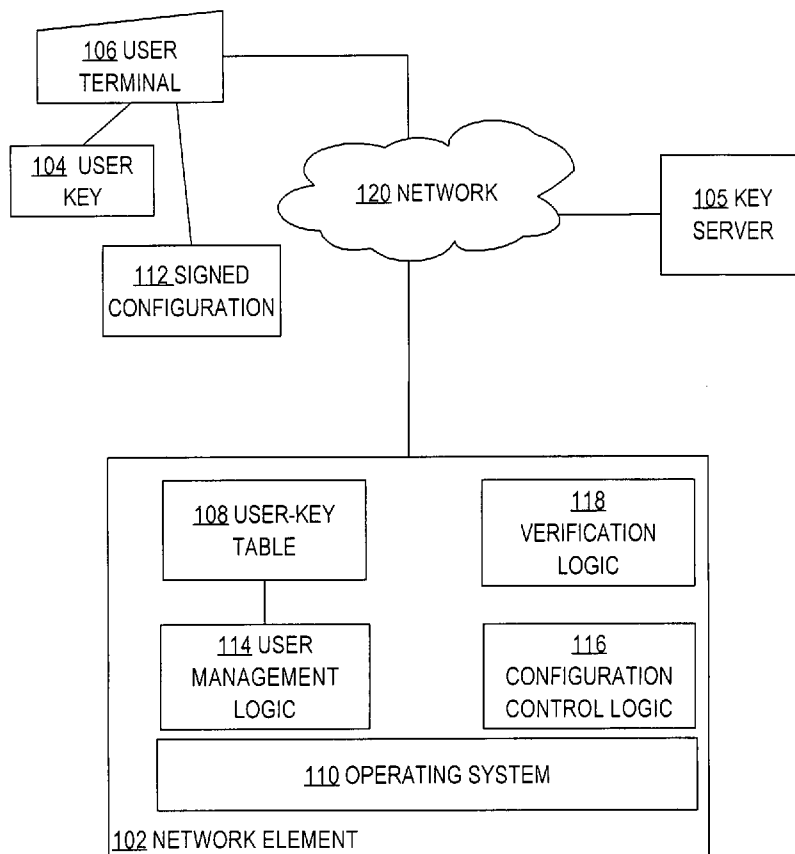 106 USER
TERMINAL
104 USER
KEY
112 SIGNED
CONFIGURATION
120 NETWORK
105 KEY
SERVER
108 USER-KEY
TABLE
118
VERIFICATION
LOGIC
114 USER
MANAGEMENT
LOGIC
116
CONFIGURATION
CONTROL LOGIC
110 OPERATING SYSTEM
102 NETWORK ELEMENT